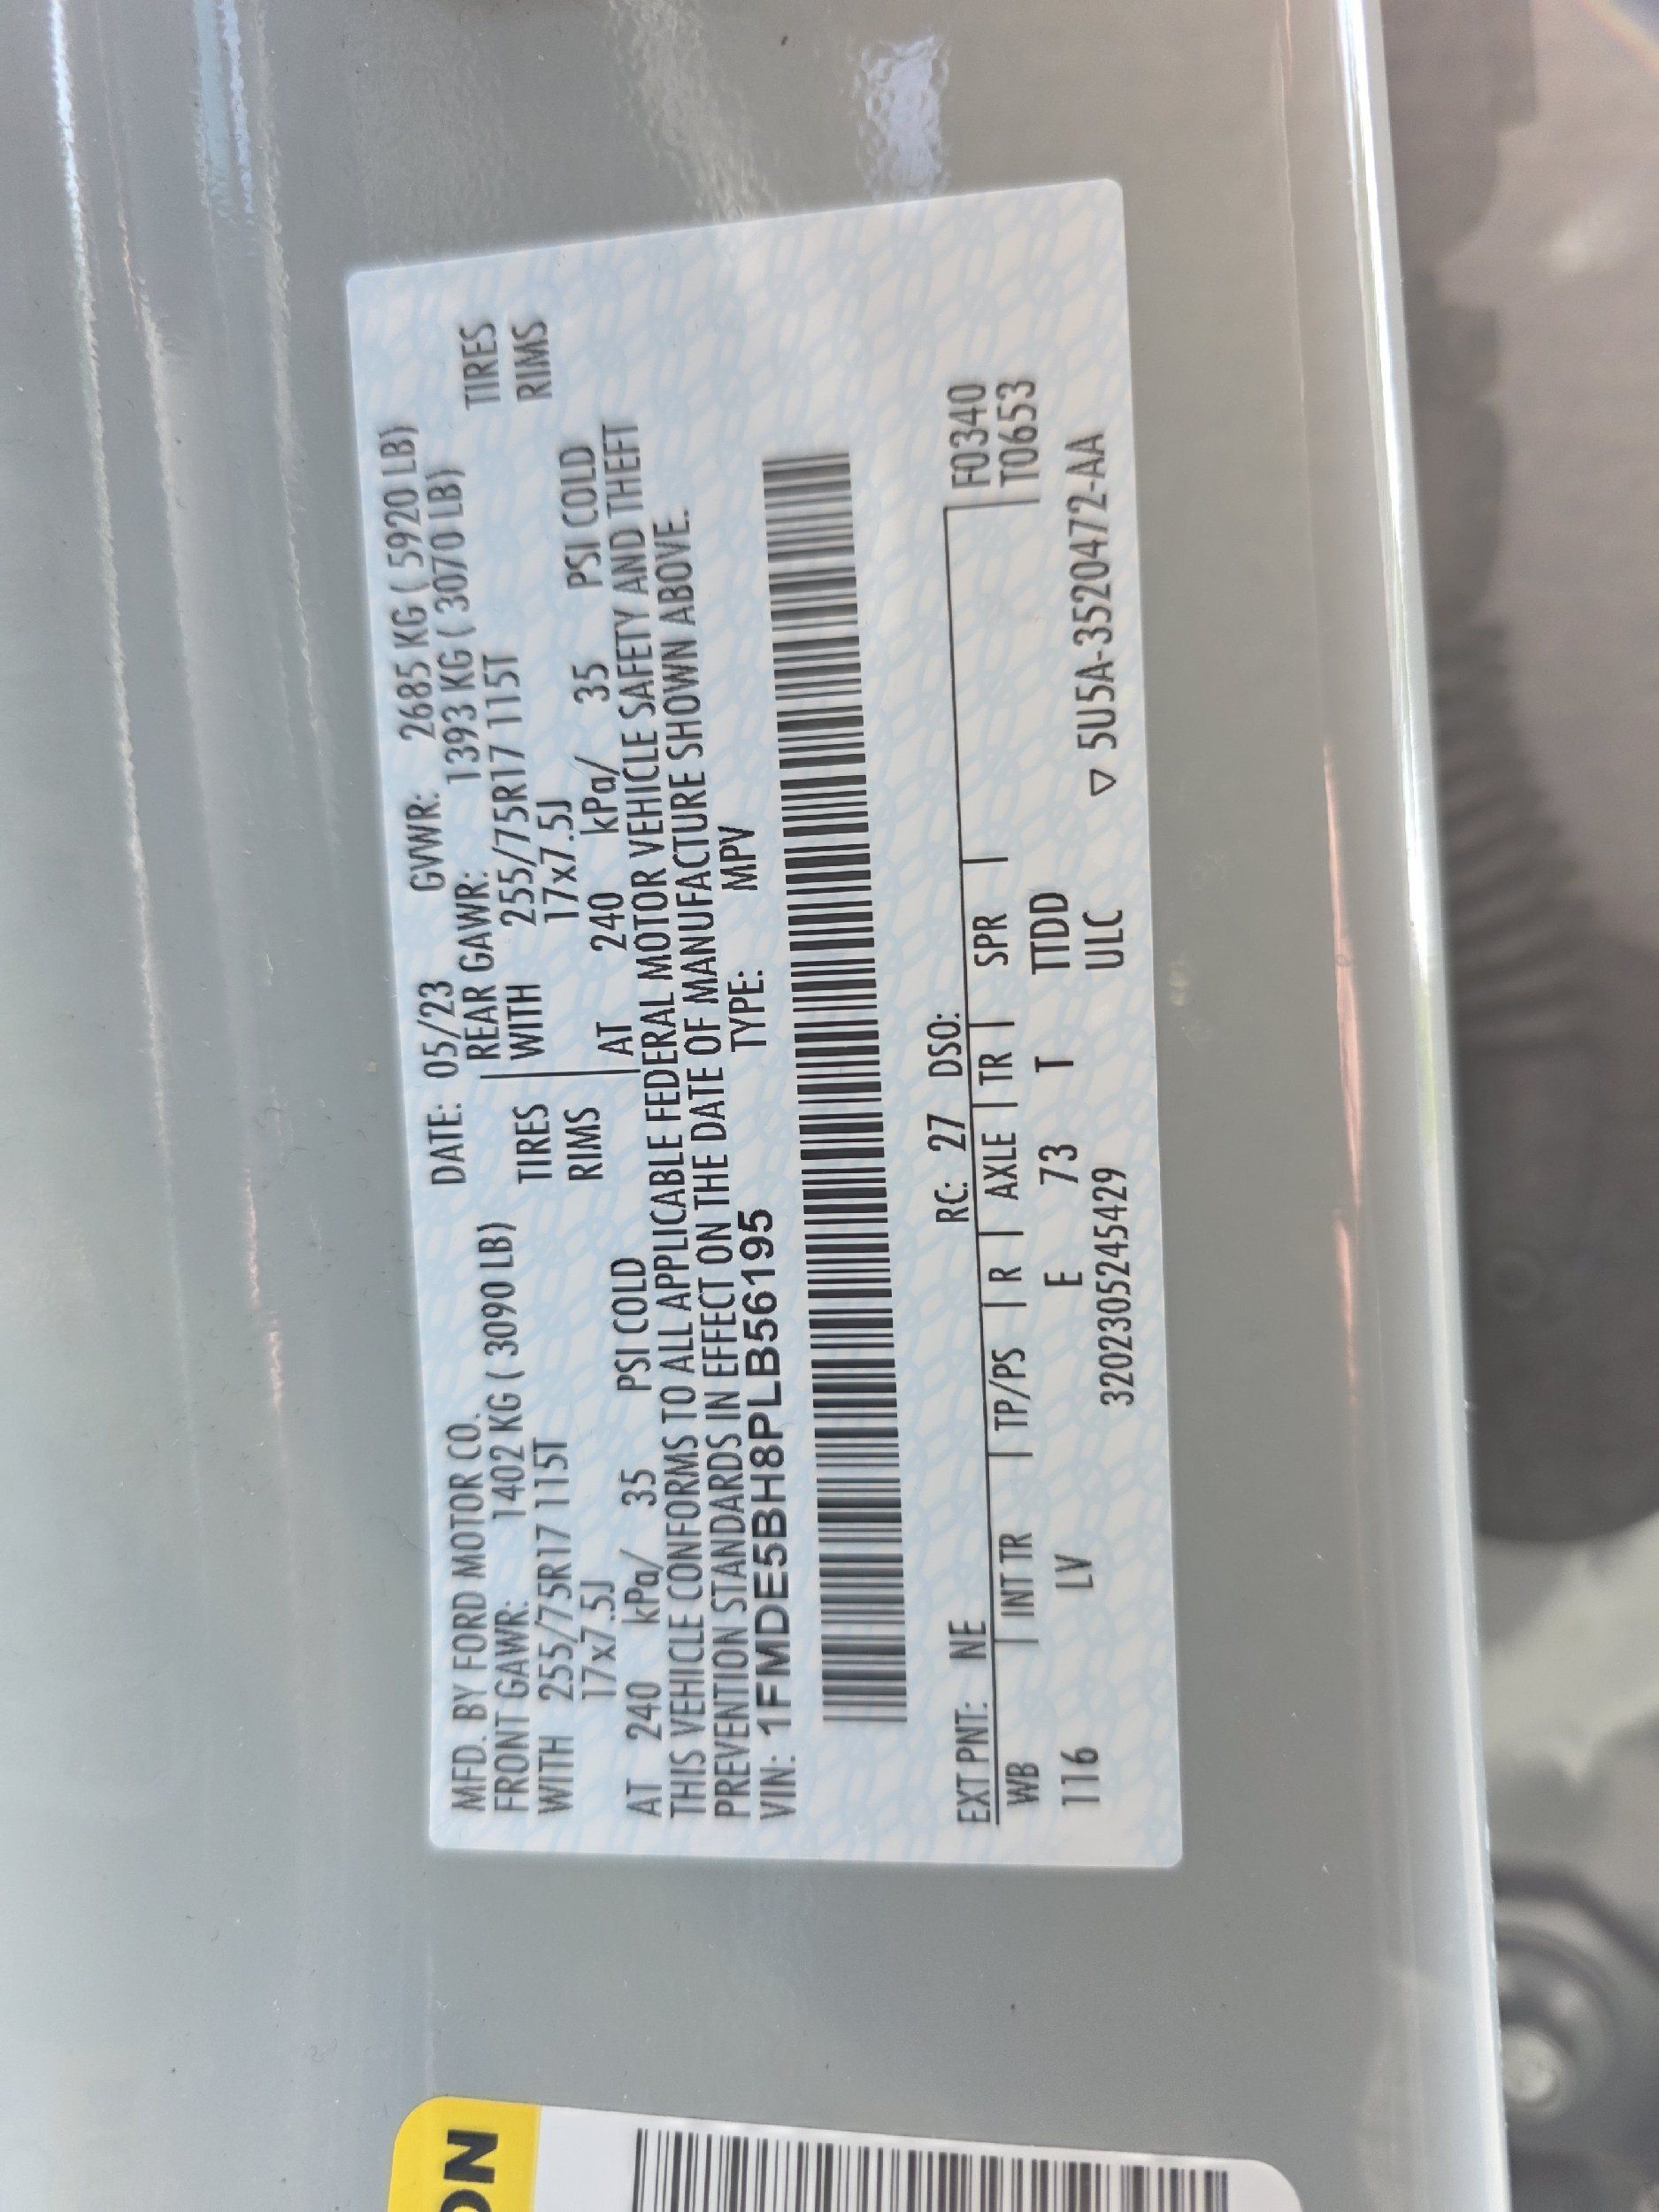 MFD. BY FORD MOTOR CO. DATE: 05/23 GVWR: 2685 KG ( 5920 LB)
FRONT GAWR: 1402 KG ( 3090 LB) REAR GAWR: 1393 KG ( 3070 LB)
WITH 255/75R17 115T TIRES WITH 255/75R17 115T TIRES
17x7.5J RIMS 17x7.5J RIMS
AT 240 kPa/ 35 PSI COLD AT 240 kPa/ 35 PSI COLD
THIS VEHICLE CONFORMS TO ALL APPLICABLE FEDERAL MOTOR VEHICLE SAFETY AND THEFT
PREVENTION STANDARDS IN EFFECT ON THE DATE OF MANUFACTURE SHOWN ABOVE.
VIN: 1FMDE5BH8PLB56195 TYPE: MPV
EXT PNT: NE RC: 27 DSO: F0340
WB INT TR TP/PS R AXLE TR SPR T0653
116 LV E 73 T TTDD
3202305245429 ULC ▽ 5U5A-3520472-AA
ON